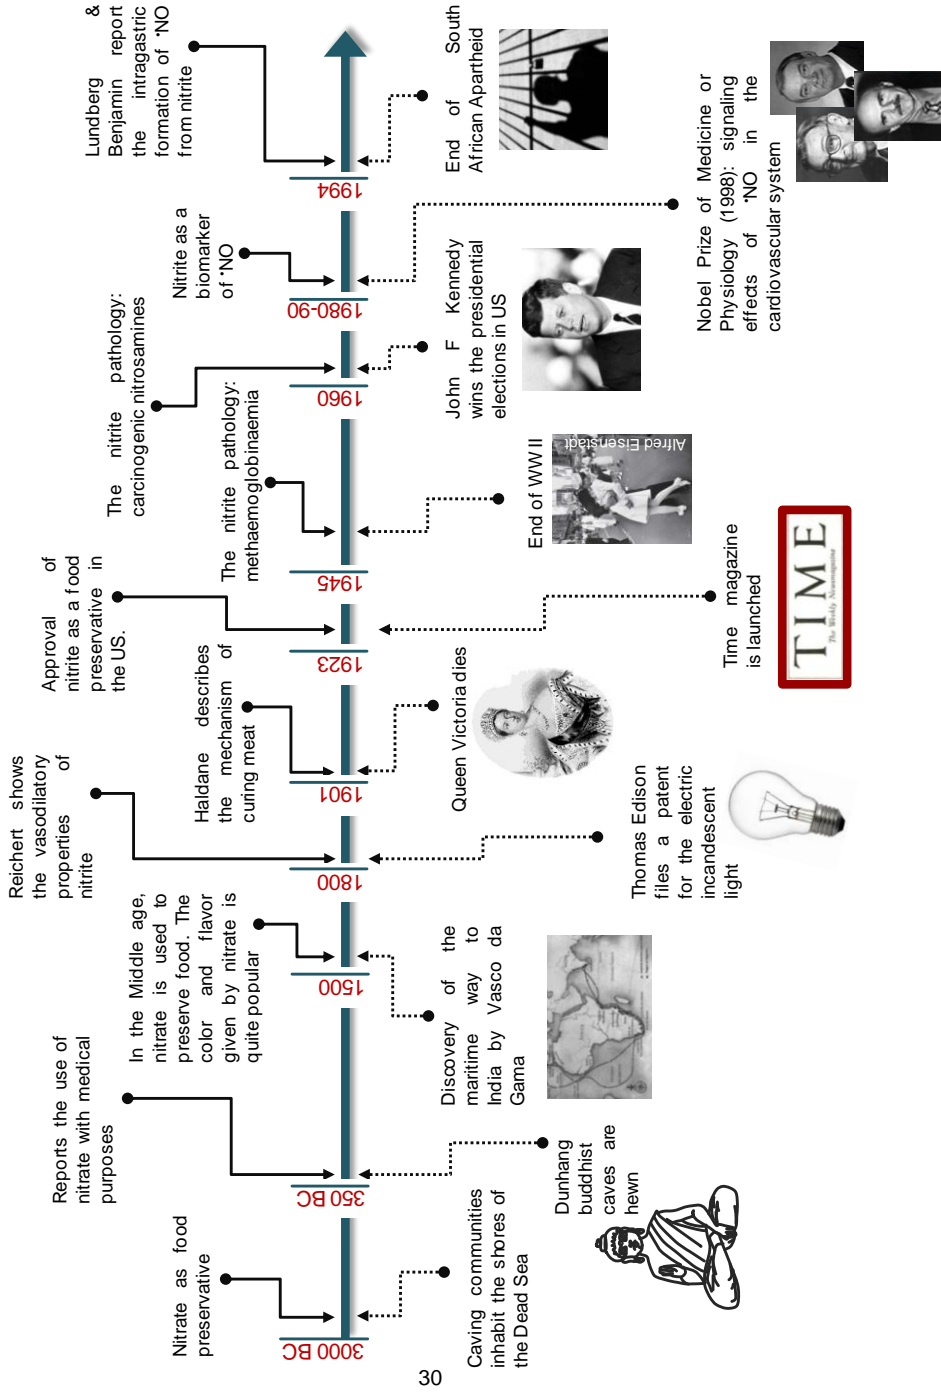 Nitrate as food
preservative
3000 BC
Caving communities
inhabit the shores of
the Dead Sea
Reports the use of
nitrate with medical
purposes
350 BC
Dunhang
buddhist
caves are
hewn
In the Middle age,
nitrate is used to
preserve food. The
color and flavor
given by nitrate is
quite popular
1500
Discovery of the
maritime way to
India by Vasco da
Gama
Reichert shows
the vasodilatory
properties of
nitrite
1800
Thomas Edison
files a patent
for the electric
incandescent
light
Haldane describes
the mechanism of
curing meat
1901
Queen Victoria dies
Approval of
nitrite as a food
preservative in
the US.
1923
Time magazine
is launched
TIME
The Weekly Newsmagazine
The nitrite pathology:
methaemoglobinaemia
1945
End of WW II
Alfred Eisenstadt
The nitrite pathology:
carcinogenic nitrosamines
1960
John F Kennedy
wins the presidential
elections in US
Nitrite as a
biomarker
of •NO
1980-90
Nobel Prize of Medicine or
Physiology (1998): signaling
effects of •NO in the
cardiovascular system
Lundberg &
Benjamin report
the intragastric
formation of •NO
from nitrite
1994
End of South
African Apartheid
30